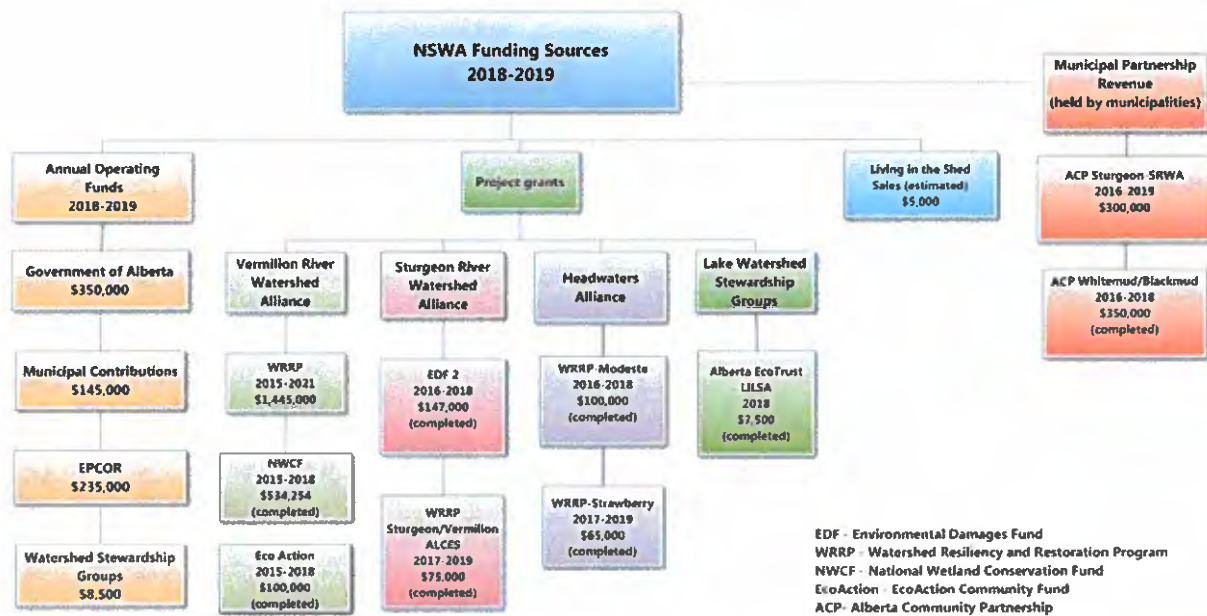 NSWA Funding Sources
2018-2019
Municipal Partnership
Revenue
(held by municipalities)
Annual Operating
Funds
2018-2019
Project grants
Living in the Shed
Sales (estimated)
$5,000
ACP Sturgeon-SRWA
2016-2019
$300,000
Government of Alberta
$350,000
Vermilion River
Watershed
Alliance
Sturgeon River
Watershed
Alliance
Headwaters
Alliance
Lake Watershed
Stewardship
Groups
ACP Whitemud/Blackmud
2016-2018
$350,000
(completed)
Municipal Contributions
$145,000
WRRP
2015-2021
$1,445,000
EDF 2
2016-2018
$147,000
(completed)
WRRP-Modeste
2016-2018
$100,000
(completed)
Alberta EcoTrust
LILSA
2018
$7,500
(completed)
EPCOR
$235,000
NWCF
2015-2018
$534,254
(completed)
WRRP
Sturgeon/Vermilion
ALCES
2017-2019
$75,000
(completed)
WRRP-Strawberry
2017-2019
$65,000
(completed)
Watershed Stewardship
Groups
$8,500
Eco Action
2015-2018
$100,000
(completed)
EDF - Environmental Damages Fund
WRRP - Watershed Resiliency and Restoration Program
NWCF - National Wetland Conservation Fund
EcoAction - EcoAction Community Fund
ACP- Alberta Community Partnership